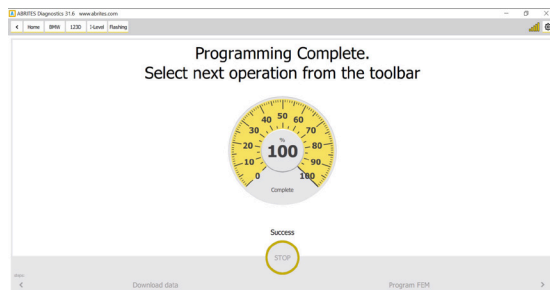 ABRITES Diagnostics 31.6 www.abrites.com
Home BMW 123D I-Level Flashing
Programming Complete.
Select next operation from the toolbar
0 10 20 30 40 50 60 70 80 90 100
%
100
Complete
Success
STOP
steps:
Download data Program FEM